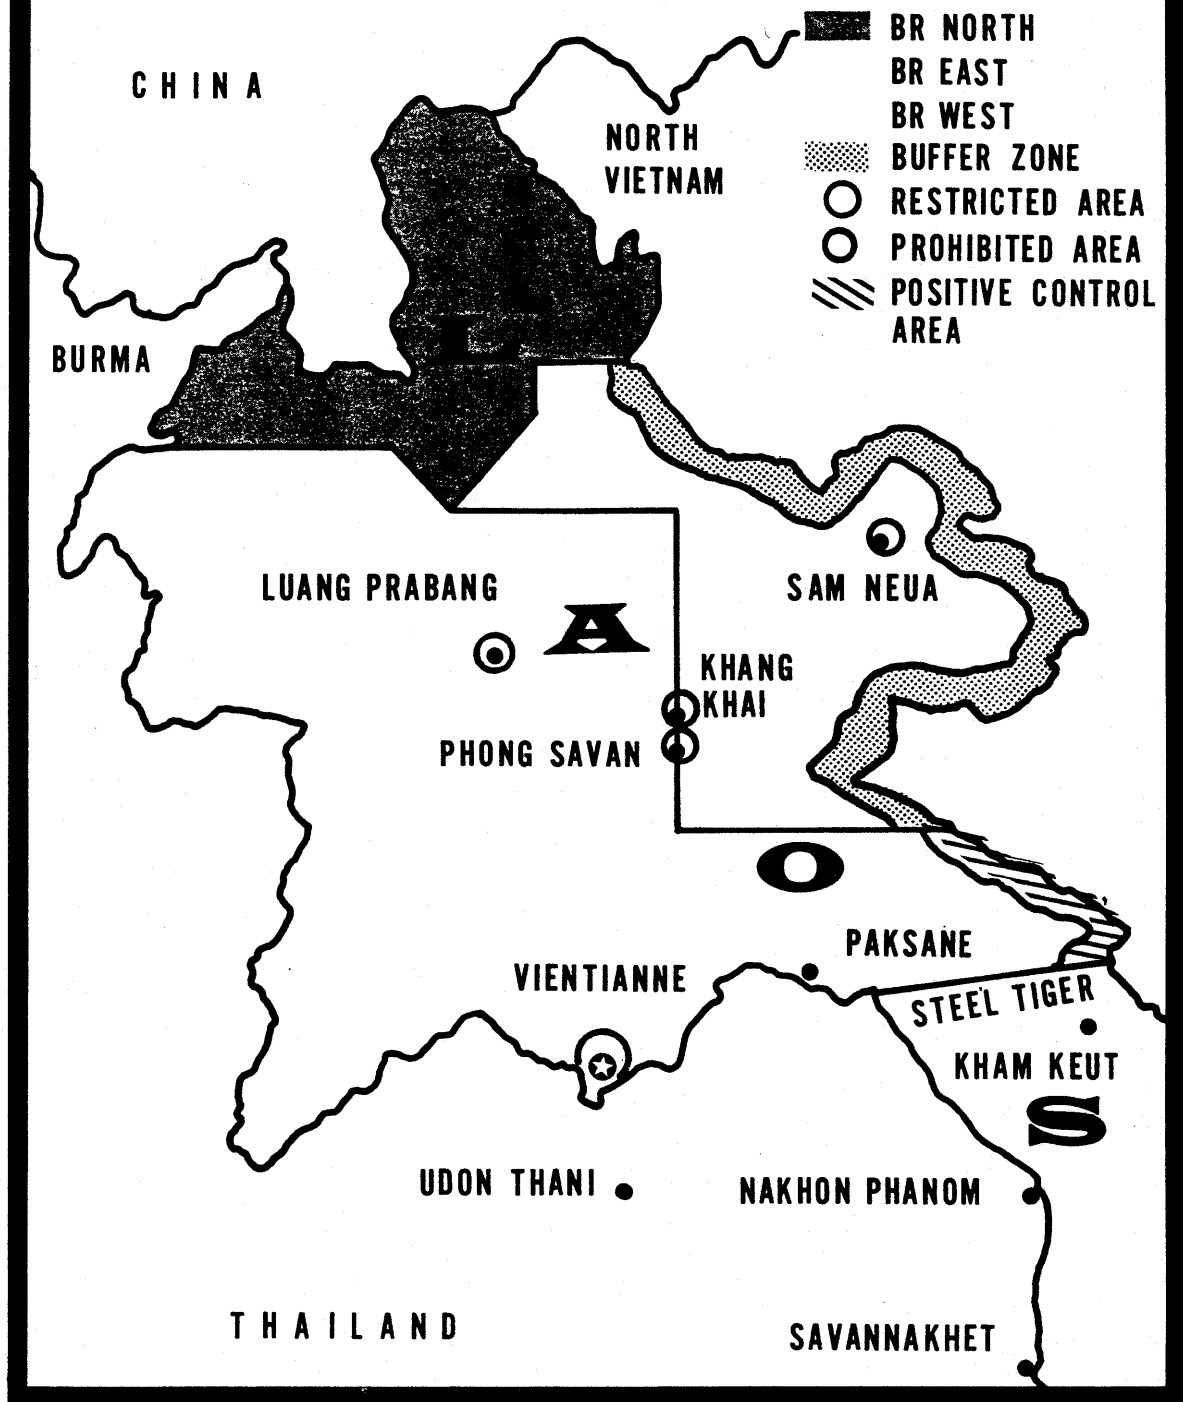 BR NORTH
BR EAST
BR WEST
BUFFER ZONE
RESTRICTED AREA
PROHIBITED AREA
POSITIVE CONTROL
AREA
CHINA
NORTH
VIETNAM
BURMA
L
LUANG PRABANG
A
SAM NEUA
KHANG
KHAI
PHONG SAVAN
O
PAKSANE
VIENTIANNE
STEEL TIGER
KHAM KEUT
S
UDON THANI
NAKHON PHANOM
THAILAND
SAVANNAKHET